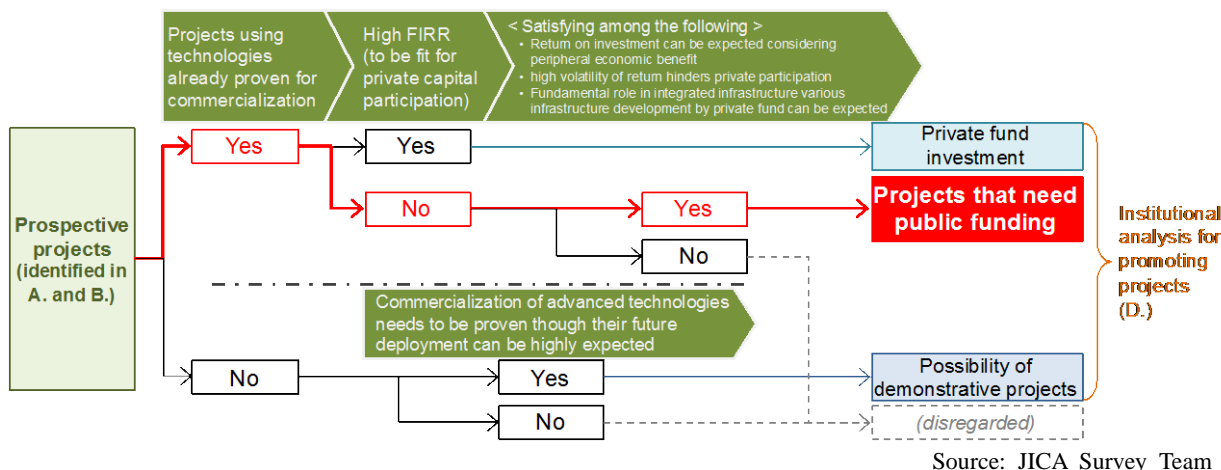 Projects using
technologies
already proven for
commercialization
High FIRR
(to be fit for
private capital
participation)
< Satisfying among the following >
• Return on investment can be expected considering
peripheral economic benefit
• high volatility of return hinders private participation
• Fundamental role in integrated infrastructure various
infrastructure development by private fund can be expected
Prospective
projects
(identified in
A. and B.)
Yes
Yes
Private fund
investment
No
Yes
Projects that need
public funding
No
Commercialization of advanced technologies
needs to be proven though their future
deployment can be highly expected
No
Yes
Possibility of
demonstrative projects
No
(disregarded)
Institutional
analysis for
promoting
projects
(D.)
Source: JICA Survey Team